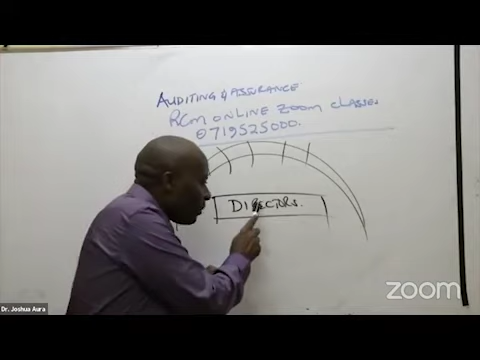 AUDITING & ASSURANCE
RCM ONLINE ZOOM CLASSES
0719525000.
DIRECTORS.
zoom
Dr. Joshua Aura